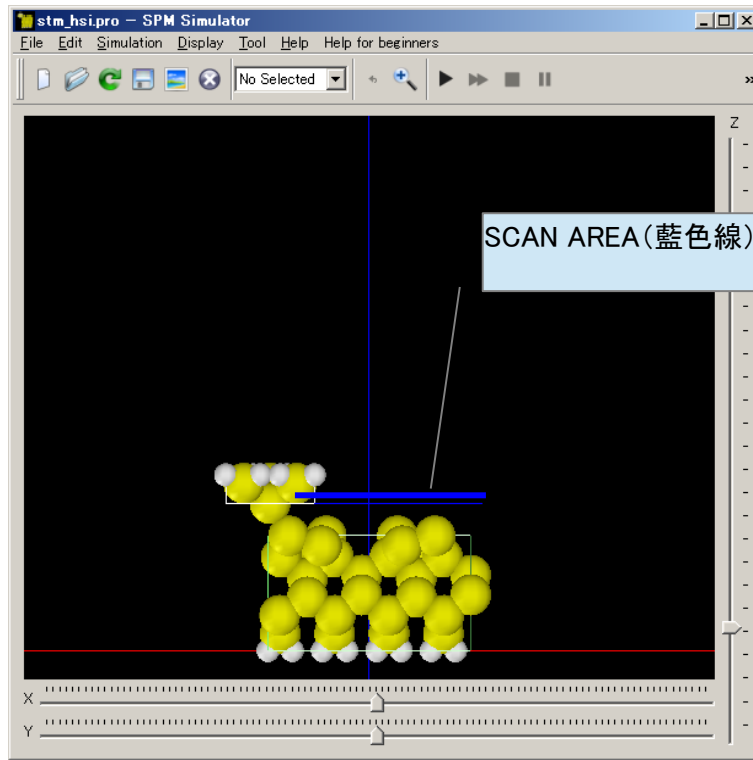 stm_hsi.pro - SPM Simulator
File Edit Simulation Display Tool Help Help for beginners
No Selected
»
Z
SCAN AREA(藍色線)
X
Y